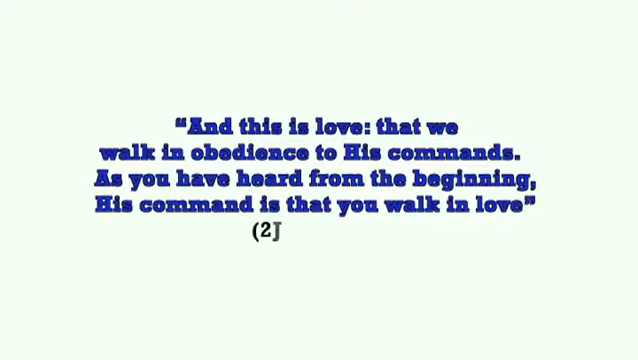 “And this is love: that we
walk in obedience to His commands.
As you have heard from the beginning,
His command is that you walk in love”
(2J